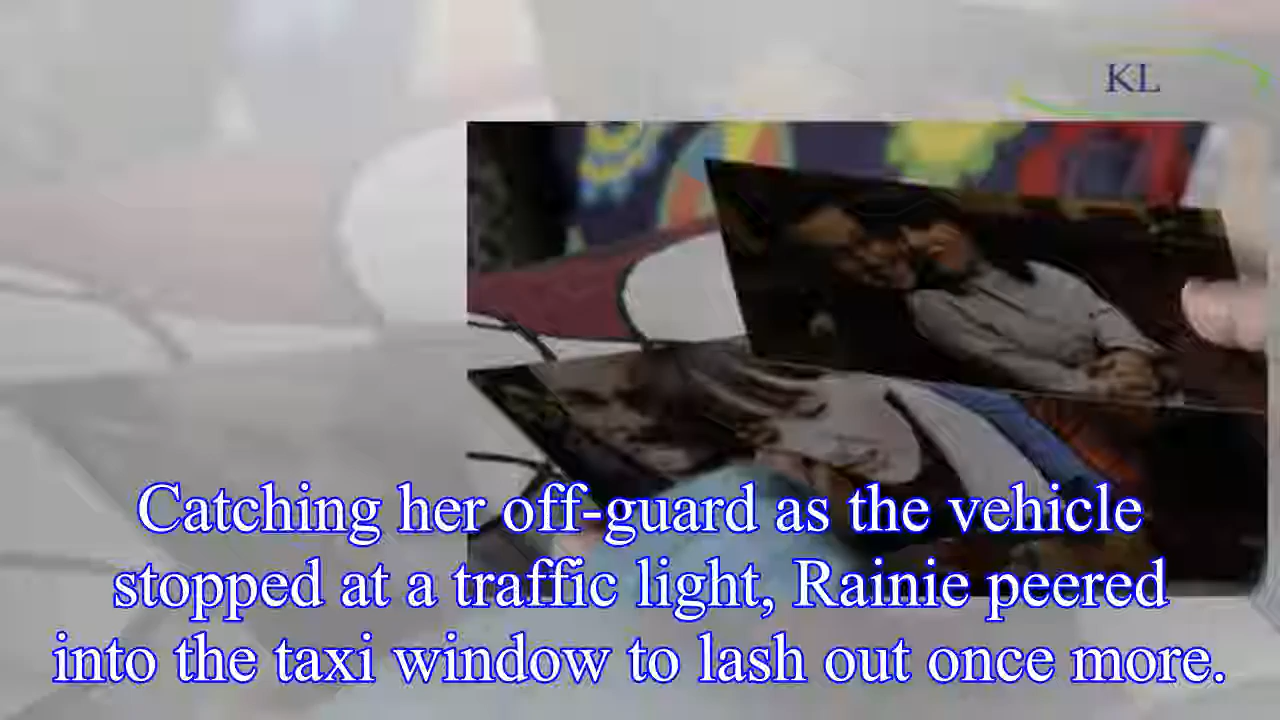 KL
Catching her off-guard as the vehicle
stopped at a traffic light, Rainie peered
into the taxi window to lash out once more.